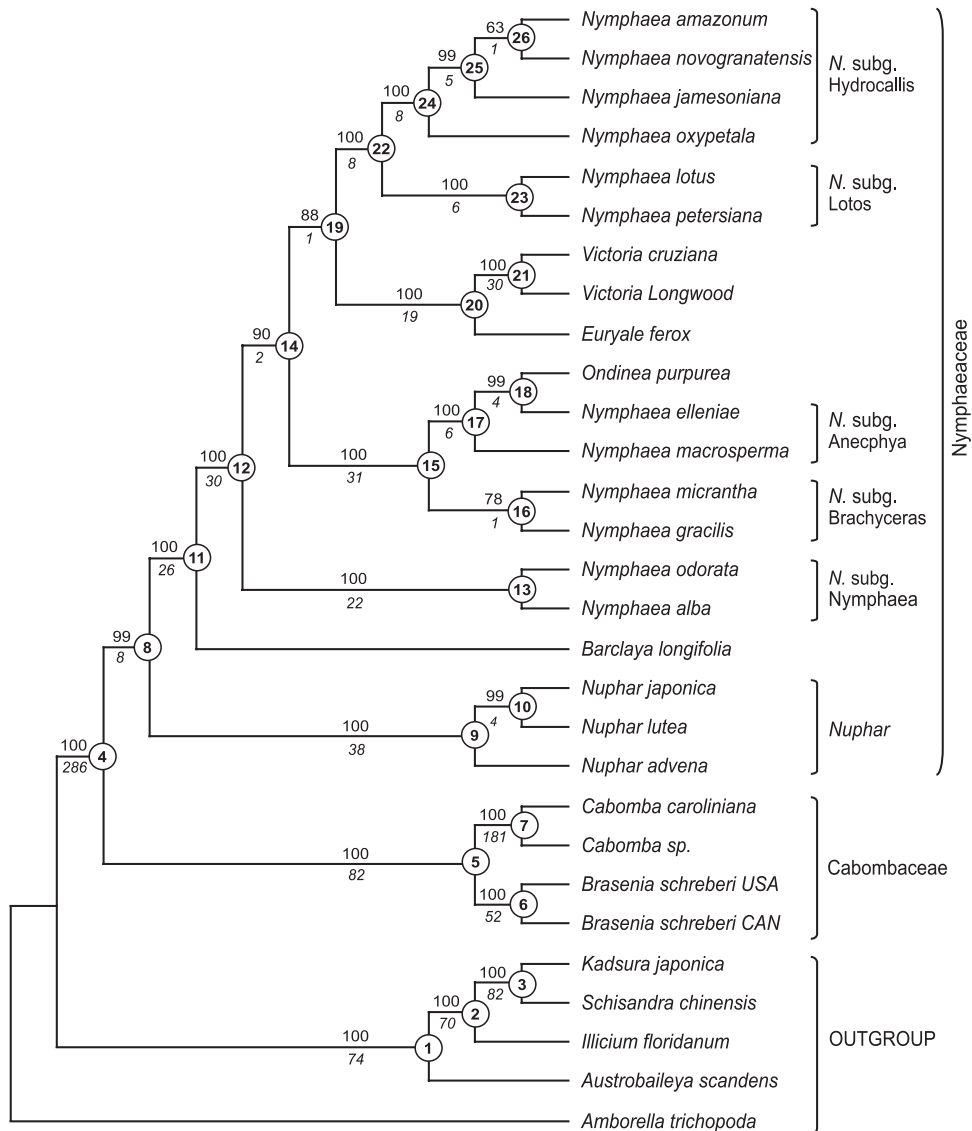 63
Nymphaea amazonum
26
1
Nymphaea novogranatensis
99
25
5
Nymphaea jamesoniana
100
24
8
Nymphaea oxypetala
N. subg.
Hydrocallis
100
22
8
100
23
6
Nymphaea lotus
Nymphaea petersiana
N. subg.
Lotos
88
19
1
100
21
30
Victoria cruziana
Victoria Longwood
100
20
19
Euryale ferox
90
14
2
99
18
4
Ondinea purpurea
Nymphaea elleniae
100
17
6
Nymphaea macrosperma
N. subg.
Anecphya
100
15
31
78
16
1
Nymphaea micrantha
Nymphaea gracilis
N. subg.
Brachyceras
100
12
30
100
13
22
Nymphaea odorata
Nymphaea alba
N. subg.
Nymphaea
100
11
26
Barclaya longifolia
99
8
8
99
10
4
Nuphar japonica
Nuphar lutea
100
9
38
Nuphar advena
Nuphar
Nymphaeaceae
100
4
286
100
7
181
Cabomba caroliniana
Cabomba sp.
100
5
82
100
6
52
Brasenia schreberi USA
Brasenia schreberi CAN
Cabombaceae
100
3
82
Kadsura japonica
Schisandra chinensis
100
2
70
Illicium floridanum
100
1
74
Austrobaileya scandens
Amborella trichopoda
OUTGROUP